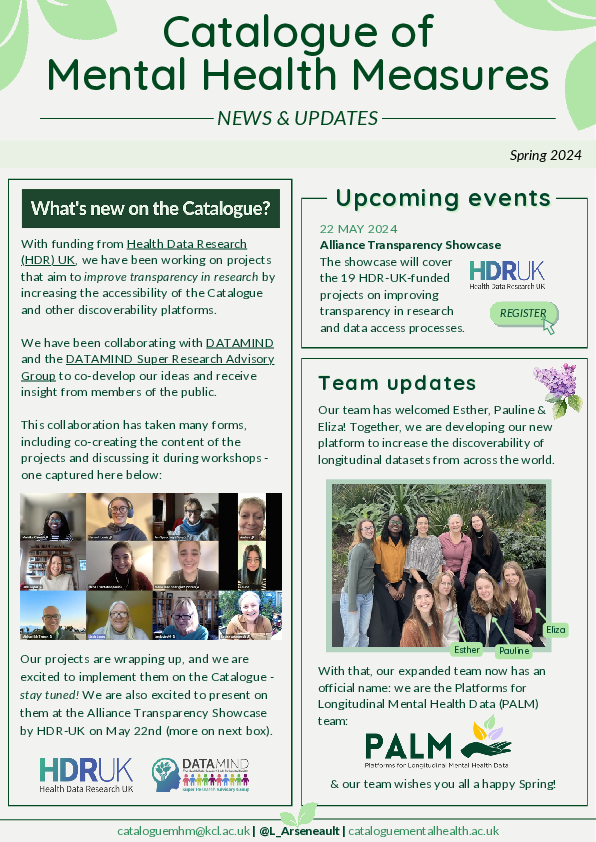 Catalogue of
Mental Health Measures
NEWS & UPDATES
Spring 2024
What's new on the Catalogue?
With funding from Health Data Research
(HDR) UK, we have been working on projects
that aim to improve transparency in research by
increasing the accessibility of the Catalogue
and other discoverability platforms.
We have been collaborating with DATAMIND
and the DATAMIND Super Research Advisory
Group to co-develop our ideas and receive
insight from members of the public.
This collaboration has taken many forms,
including co-creating the content of the
projects and discussing it during workshops -
one captured here below:
Our projects are wrapping up, and we are
excited to implement them on the Catalogue -
stay tuned! We are also excited to present on
them at the Alliance Transparency Showcase
by HDR-UK on May 22nd (more on next box).
HDRUK
Health Data Research UK
DATAMIND
Super Research Advisory Group
Upcoming events
22 MAY 2024
Alliance Transparency Showcase
The showcase will cover
the 19 HDR-UK-funded
projects on improving
transparency in research
and data access processes.
HDRUK
Health Data Research UK
REGISTER
Team updates
Our team has welcomed Esther, Pauline &
Eliza! Together, we are developing our new
platform to increase the discoverability of
longitudinal datasets from across the world.
Eliza
Esther
Pauline
With that, our expanded team now has an
official name: we are the Platforms for
Longitudinal Mental Health Data (PALM)
team:
PALM
Platforms for Longitudinal Mental Health Data
& our team wishes you all a happy Spring!
cataloguemhm@kcl.ac.uk | @L_Arseneault | cataloguementalhealth.ac.uk